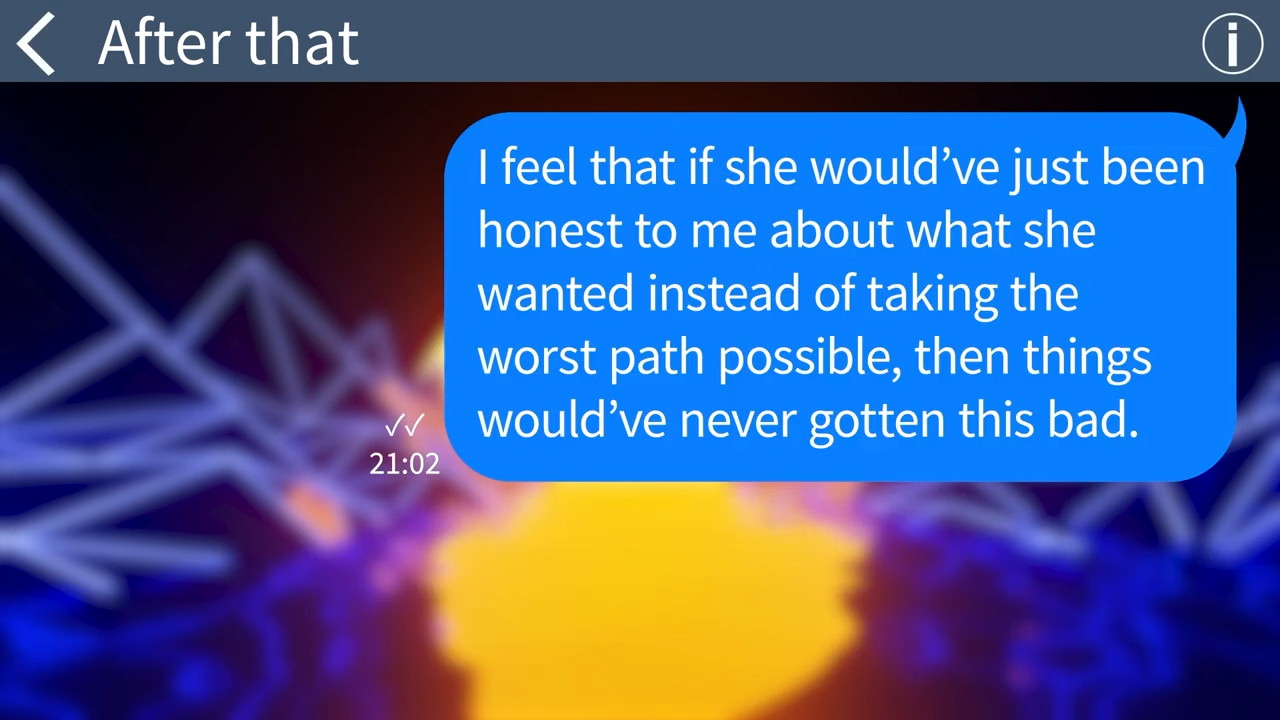 After that
I feel that if she would’ve just been
honest to me about what she
wanted instead of taking the
worst path possible, then things
would’ve never gotten this bad.
✓✓
21:02